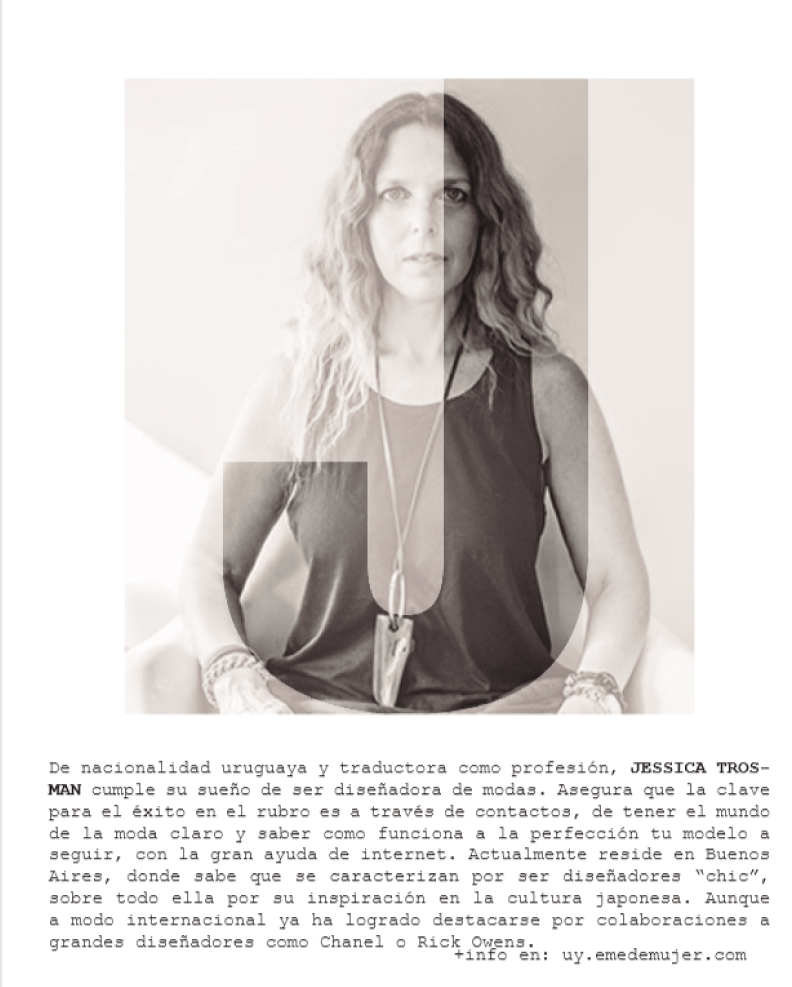 J
De nacionalidad uruguaya y traductora como profesión, JESSICA TROS-
MAN cumple su sueño de ser diseñadora de modas. Asegura que la clave
para el éxito en el rubro es a través de contactos, de tener el mundo
de la moda claro y saber como funciona a la perfección tu modelo a
seguir, con la gran ayuda de internet. Actualmente reside en Buenos
Aires, donde sabe que se caracterizan por ser diseñadores “chic”,
sobre todo ella por su inspiración en la cultura japonesa. Aunque
a modo internacional ya ha logrado destacarse por colaboraciones a
grandes diseñadores como Chanel o Rick Owens.
+info en: uy.emedemujer.com